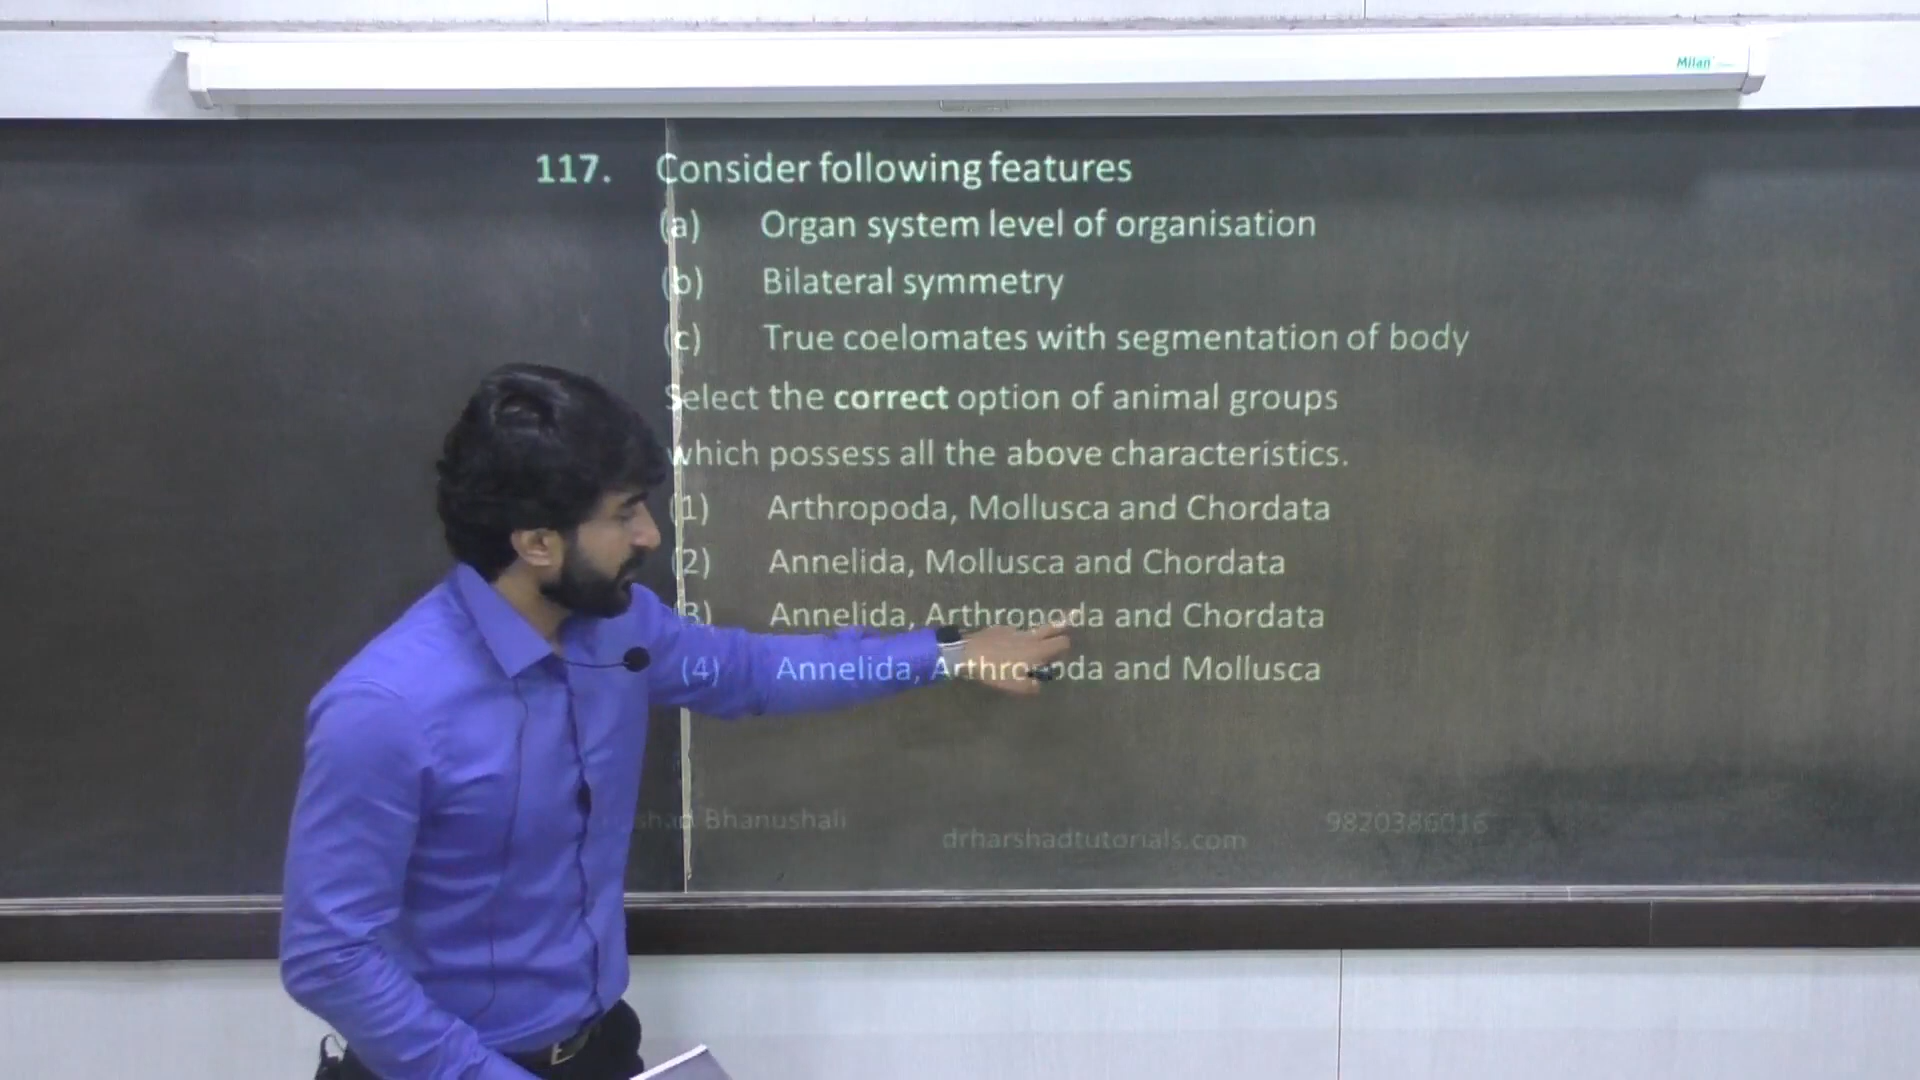 Milan
117. Consider following features
(a) Organ system level of organisation
(b) Bilateral symmetry
(c) True coelomates with segmentation of body
Select the correct option of animal groups
which possess all the above characteristics.
(1) Arthropoda, Mollusca and Chordata
(2) Annelida, Mollusca and Chordata
(3) Annelida, Arthropoda and Chordata
(4) Annelida, Arthropoda and Mollusca
Bhanushali
drharshadtutorials.com
9820386016